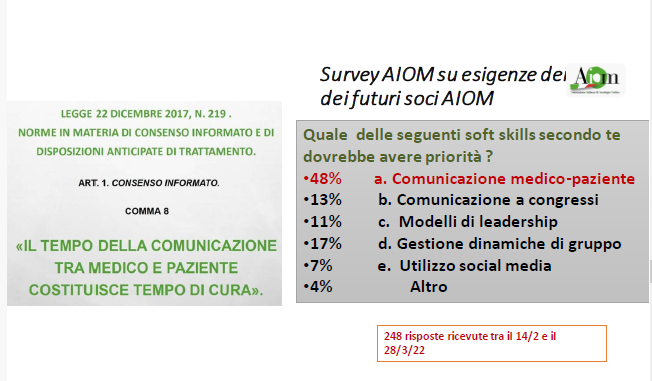 LEGGE 22 DICEMBRE 2017, N. 219 .
NORME IN MATERIA DI CONSENSO INFORMATO E DI
DISPOSIZIONI ANTICIPATE DI TRATTAMENTO.
ART. 1. CONSENSO INFORMATO.
COMMA 8
«IL TEMPO DELLA COMUNICAZIONE
TRA MEDICO E PAZIENTE
COSTITUISCE TEMPO DI CURA».
Survey AIOM su esigenze dei
dei futuri soci AIOM
Aiom
Quale delle seguenti soft skills secondo te
dovrebbe avere priorità ?
•48% a. Comunicazione medico-paziente
•13% b. Comunicazione a congressi
•11% c. Modelli di leadership
•17% d. Gestione dinamiche di gruppo
•7% e. Utilizzo social media
•4% Altro
248 risposte ricevute tra il 14/2 e il
28/3/22